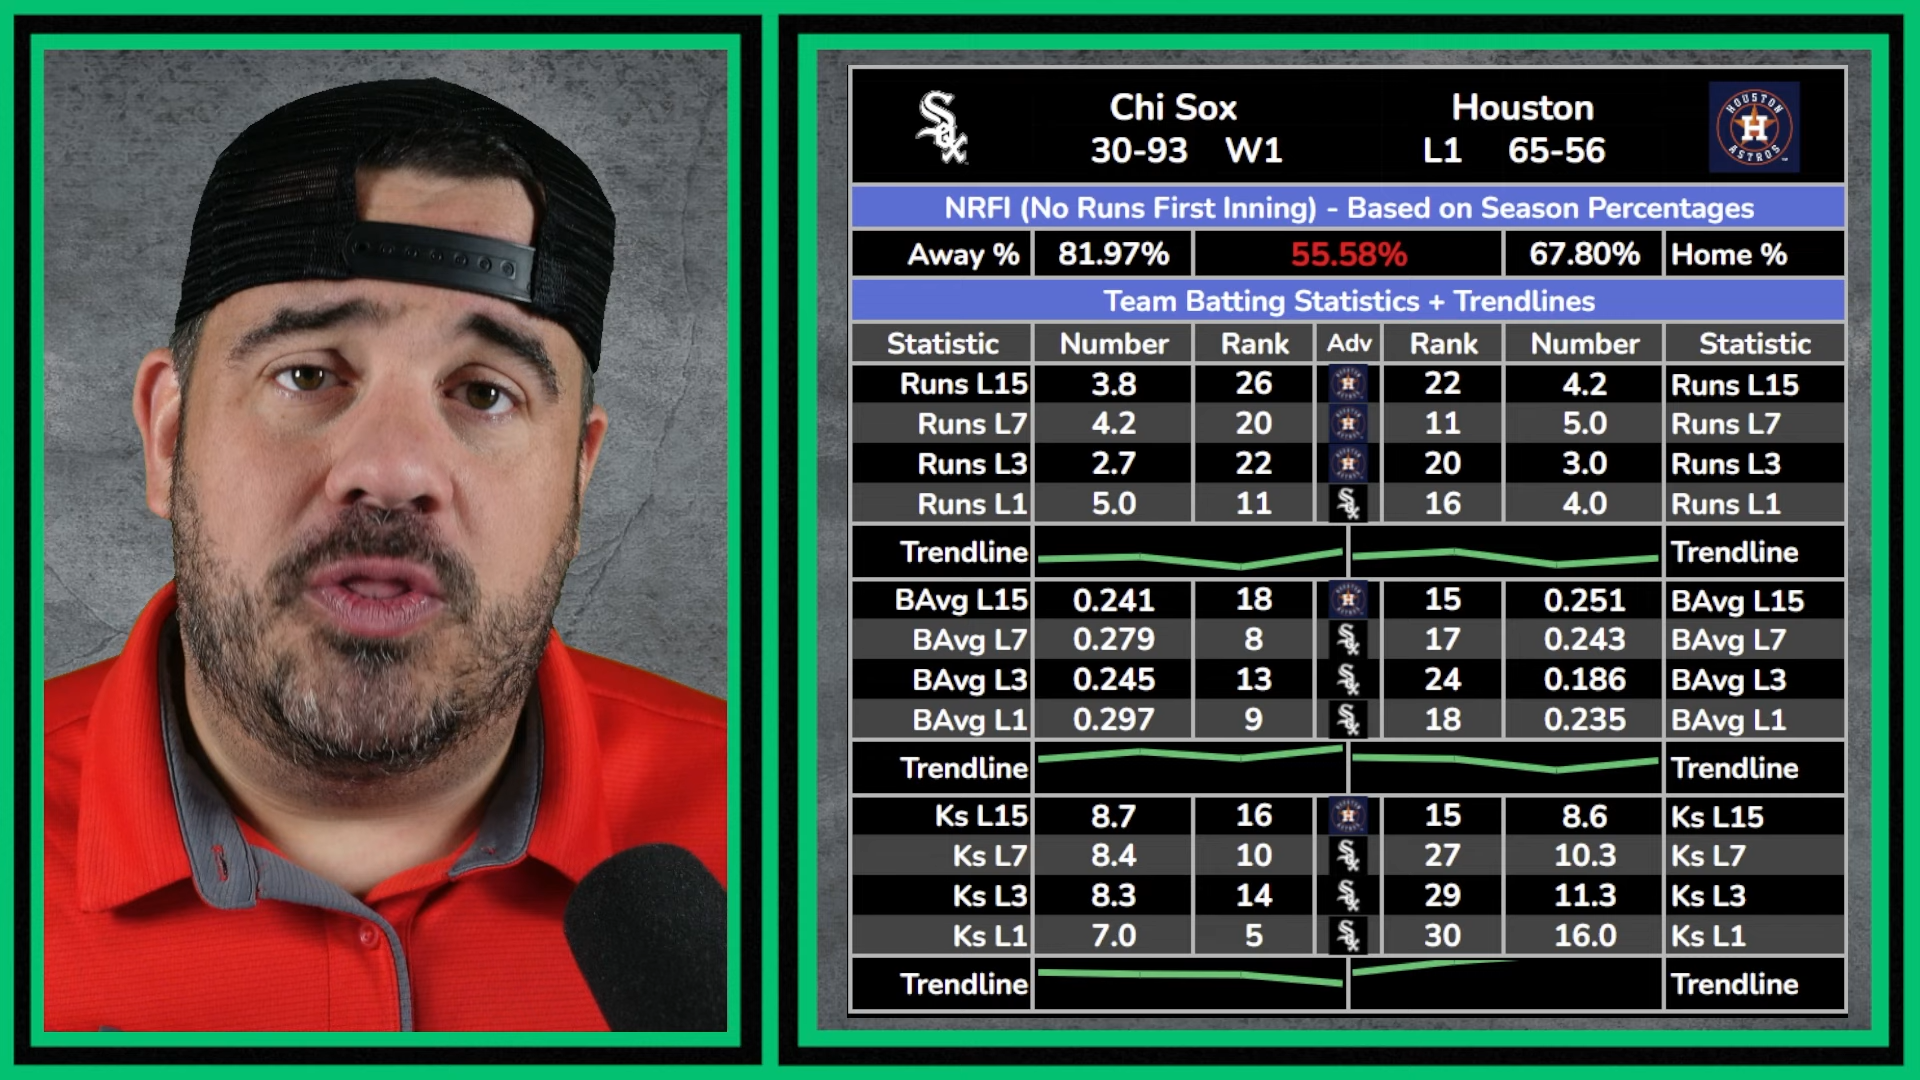 Chi Sox
Houston
30-93 W1
L1 65-56
HOUSTON
H
ASTROS
NRFI (No Runs First Inning) - Based on Season Percentages
Away % 81.97% 55.58% 67.80% Home %
Team Batting Statistics + Trendlines
Statistic Number Rank Adv Rank Number Statistic
Runs L15 3.8 26 22 4.2 Runs L15
Runs L7 4.2 20 11 5.0 Runs L7
Runs L3 2.7 22 20 3.0 Runs L3
Runs L1 5.0 11 16 4.0 Runs L1
Trendline Trendline
BAvg L15 0.241 18 15 0.251 BAvg L15
BAvg L7 0.279 8 17 0.243 BAvg L7
BAvg L3 0.245 13 24 0.186 BAvg L3
BAvg L1 0.297 9 18 0.235 BAvg L1
Trendline Trendline
Ks L15 8.7 16 15 8.6 Ks L15
Ks L7 8.4 10 27 10.3 Ks L7
Ks L3 8.3 14 29 11.3 Ks L3
Ks L1 7.0 5 30 16.0 Ks L1
Trendline Trendline